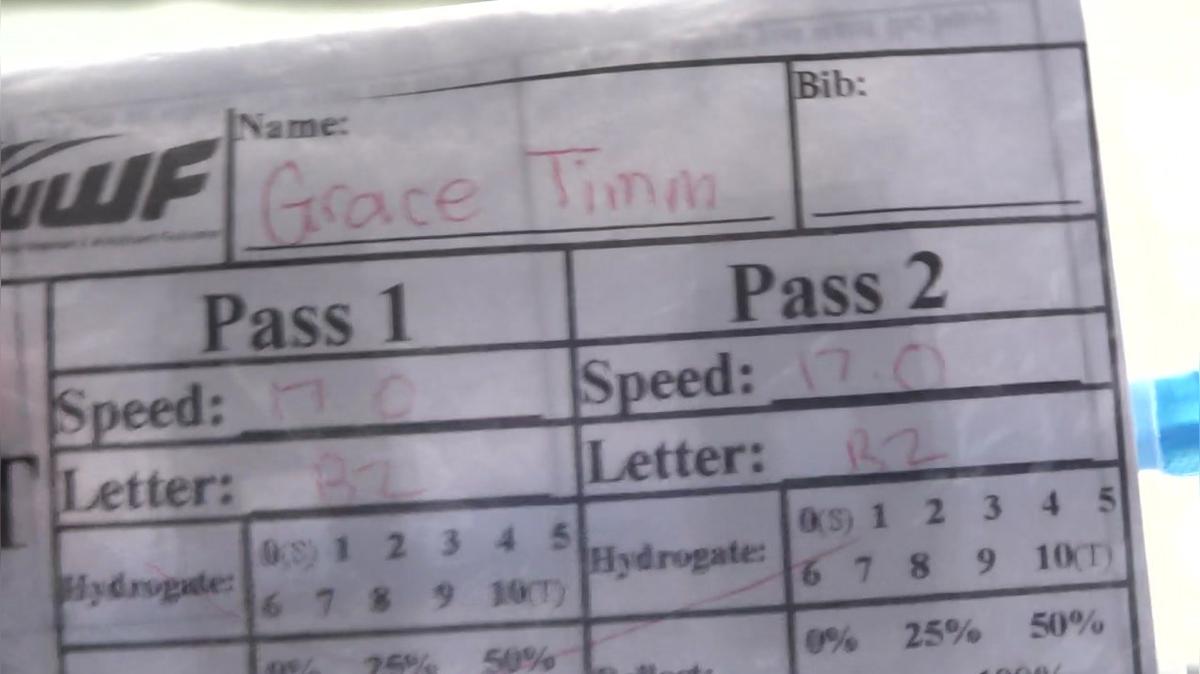 Name:
Bib:
WWF
Grace Timm
Pass 1
Pass 2
Speed: 17 0
Speed: 17.0
Letter: B2
Letter: B2
Hydrogate:
0(S) 1 2 3 4 5
6 7 8 9 10(T)
Hydrogate:
0(S) 1 2 3 4 5
6 7 8 9 10(T)
0% 25% 50%
0% 25% 50%
T